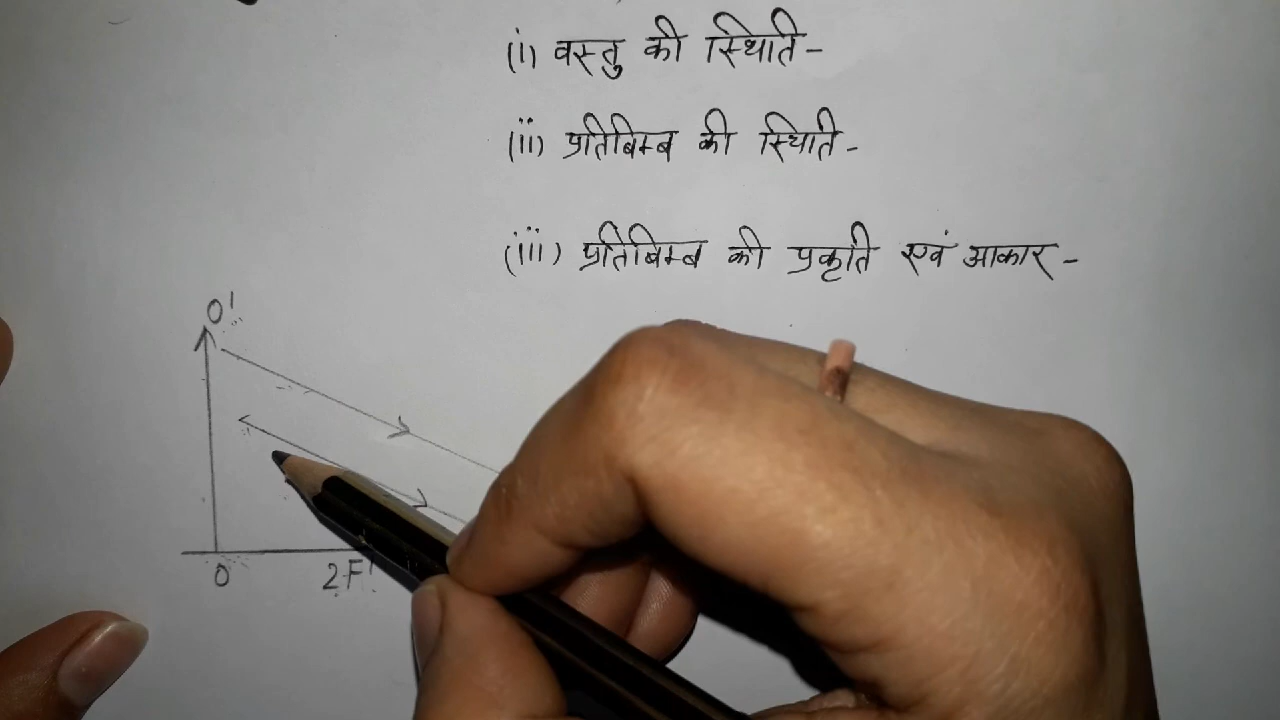 (i) वस्तु की स्थिति-
(ii) प्रतिबिम्ब की स्थिति-
(iii) प्रतिबिम्ब की प्रकृति एवं आकार-
O'
O 2F'